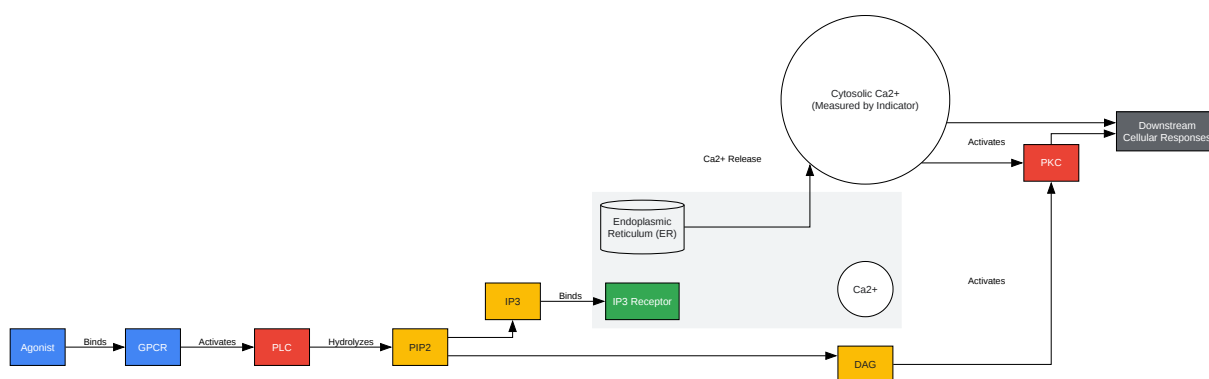 Cytosolic Ca2+
(Measured by Indicator)
Downstream
Cellular Responses
Activates
PKC
Ca2+ Release
Endoplasmic
Reticulum (ER)
Activates
Ca2+
IP3
Binds
IP3 Receptor
Agonist
Binds
GPCR
Activates
PLC
Hydrolyzes
PIP2
DAG